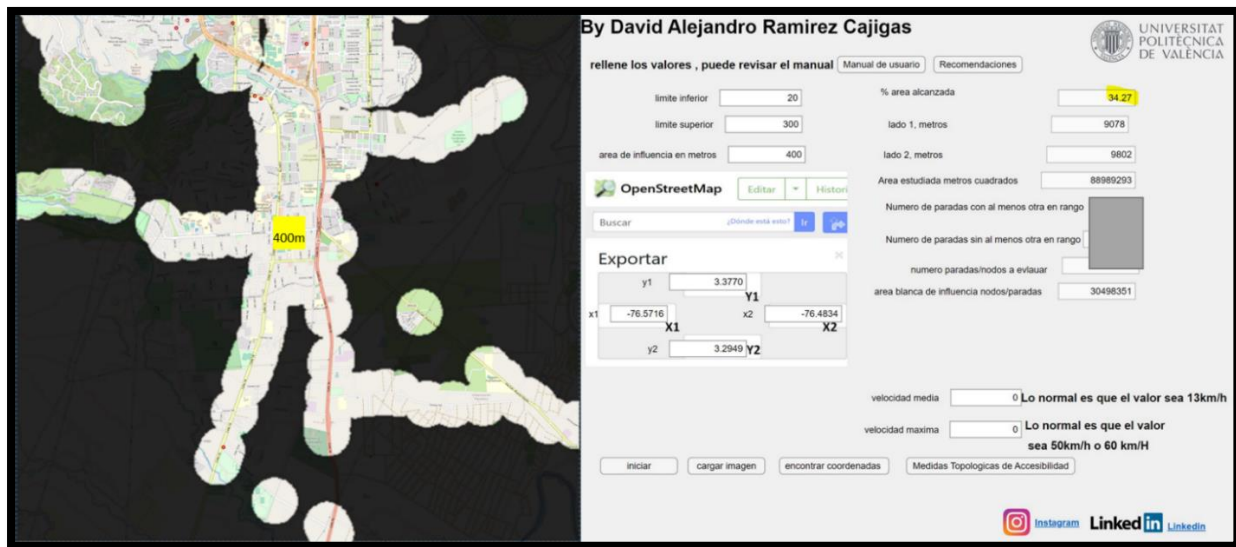 400m
By David Alejandro Ramirez Cajigas
UNIVERSITAT
POLITÈCNICA
DE VALÈNCIA
rellene los valores , puede revisar el manual
Manual de usuario
Recomendaciones
limite inferior 20
limite superior 300
area de influencia en metros 400
% area alcanzada 34.27
lado 1, metros 9078
lado 2, metros 9802
Area estudiada metros cuadrados 88989293
Numero de paradas con al menos otra en rango
Numero de paradas sin al menos otra en rango
numero paradas/nodos a evlauar
area blanca de influencia nodos/paradas 30498351
OpenStreetMap
Editar
Histori
Buscar
¿Dónde está esto?
Ir
Exportar
y1 3.3770
Y1
x1 -76.5716
X1
x2 -76.4834
X2
y2 3.2949 Y2
velocidad media 0 Lo normal es que el valor sea 13km/h
velocidad maxima 0 Lo normal es que el valor
sea 50km/h o 60 km/H
iniciar
cargar imagen
encontrar coordenadas
Medidas Topologicas de Accesibilidad
Instagram
Linked in
Linkedin